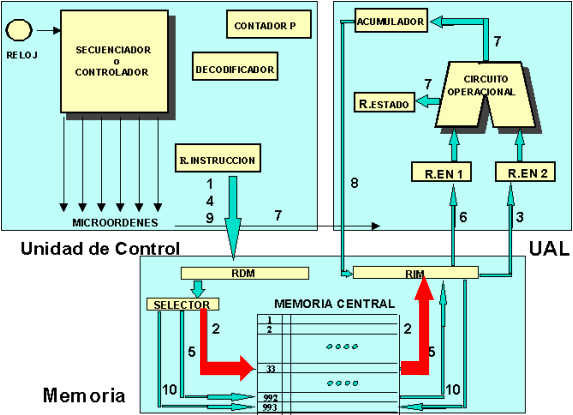 RELOJ
SECUENCIADOR
O
CONTROLADOR
CONTADOR P
DECODIFICADOR
R.INSTRUCCION
1
4
9
7
MICROORDENES
Unidad de Control
ACUMULADOR
7
CIRCUITO
OPERACIONAL
7
R.ESTADO
R.EN 1
R.EN 2
8
6
3
UAL
RDM
RIM
SELECTOR
MEMORIA CENTRAL
2
5
10
1
2
33
992
993
2
5
10
Memoria